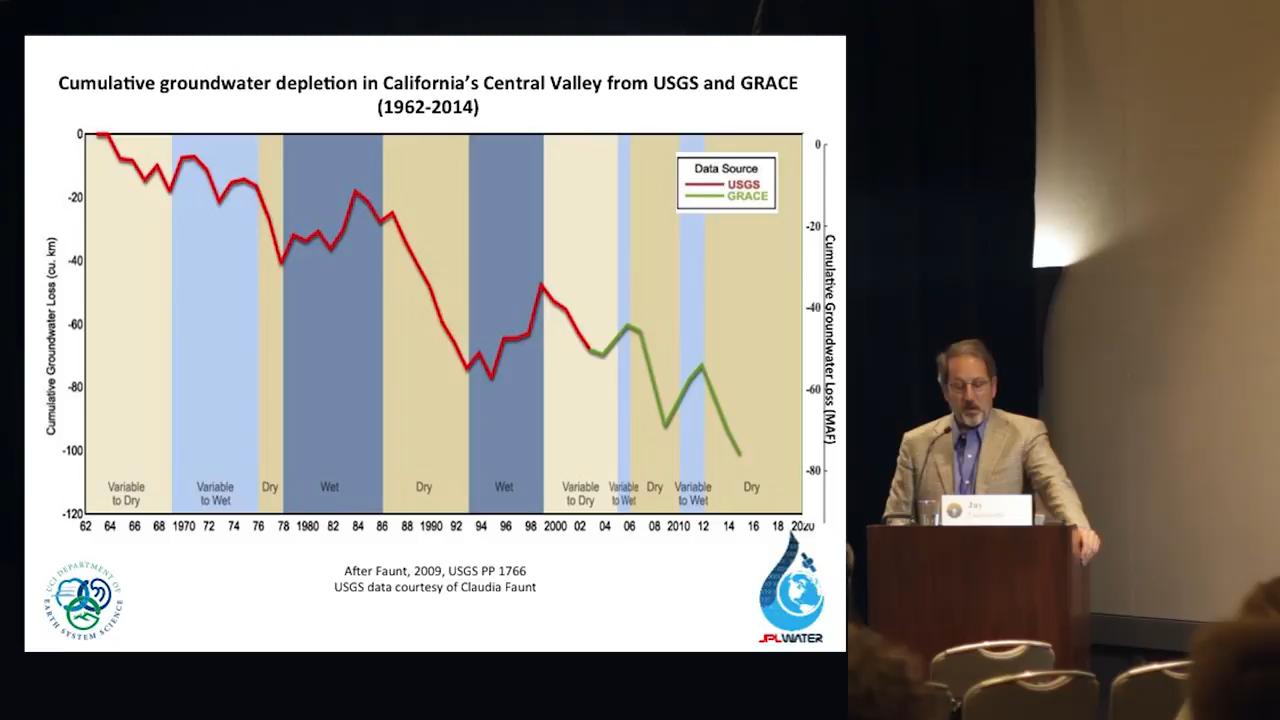 Cumulative groundwater depletion in California's Central Valley from USGS and GRACE
(1962-2014)
Cumulative Groundwater Loss (cu. km)
0
-20
-40
-60
-80
-100
-120
Data Source
USGS
GRACE
0
-20
-40
-60
-80
Cumulative Groundwater Loss (MAF)
Variable
to Dry
Variable
to Wet
Dry
Wet
Dry
Wet
Variable
to Dry
Variable
to Wet
Dry
Variable
to Wet
Dry
62 64 66 68 1970 72 74 76 78 1980 82 84 86 88 1990 92 94 96 98 2000 02 04 06 08 2010 12 14 16 18 2020
After Faunt, 2009, USGS PP 1766
USGS data courtesy of Claudia Faunt
UCI DEPARTMENT OF
EARTH SYSTEM SCIENCE
JPLWATER
Jay